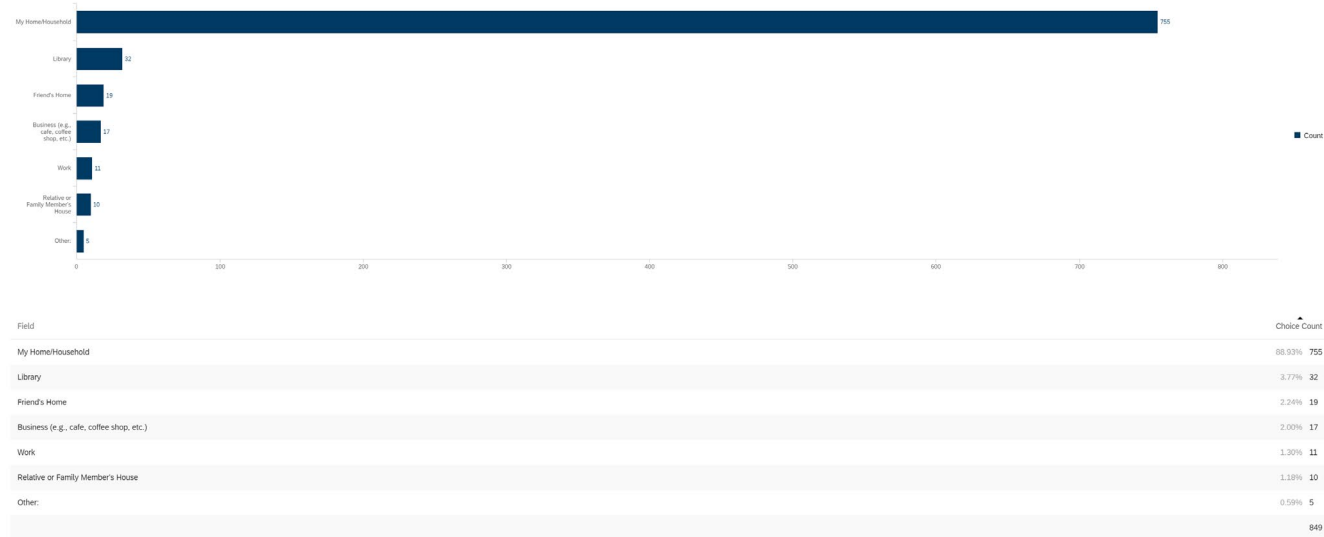 My Home/Household
755
Library
32
Friend's Home
19
Business (e.g.,
cafe, coffee
shop, etc.)
17
Count
Work
11
Relative or
Family Member's
House
10
Other:
5
0 100 200 300 400 500 600 700 800
Field Choice Count
My Home/Household 88.93% 755
Library 3.77% 32
Friend's Home 2.24% 19
Business (e.g., cafe, coffee shop, etc.) 2.00% 17
Work 1.30% 11
Relative or Family Member's House 1.18% 10
Other: 0.59% 5
849